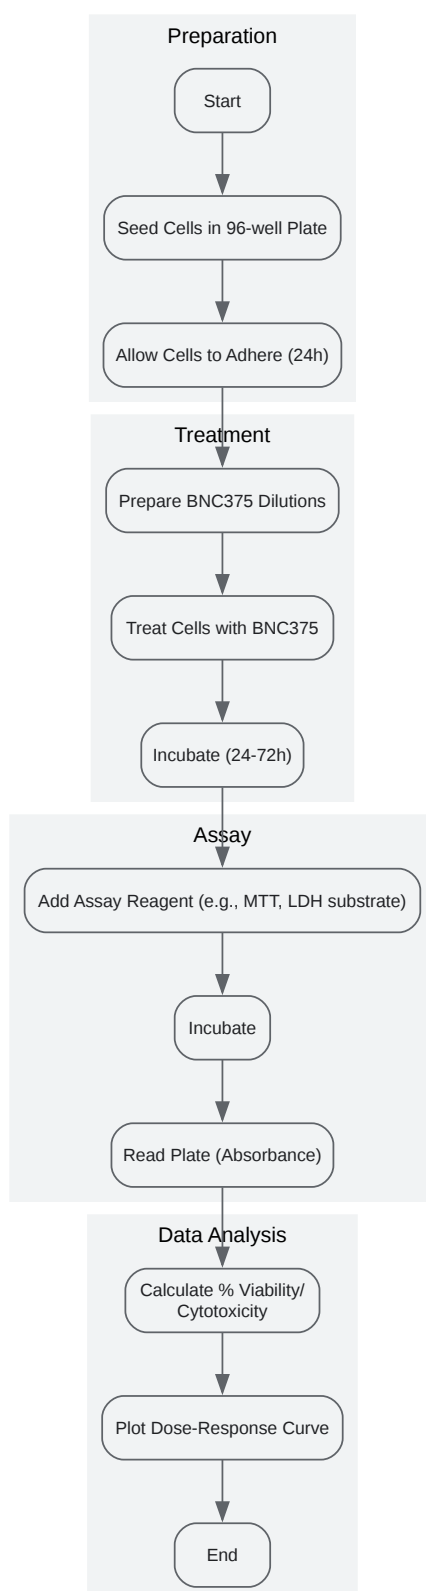 Preparation
Start
Seed Cells in 96-well Plate
Allow Cells to Adhere (24h)
Treatment
Prepare BNC375 Dilutions
Treat Cells with BNC375
Incubate (24-72h)
Assay
Add Assay Reagent (e.g., MTT, LDH substrate)
Incubate
Read Plate (Absorbance)
Data Analysis
Calculate % Viability/
Cytotoxicity
Plot Dose-Response Curve
End